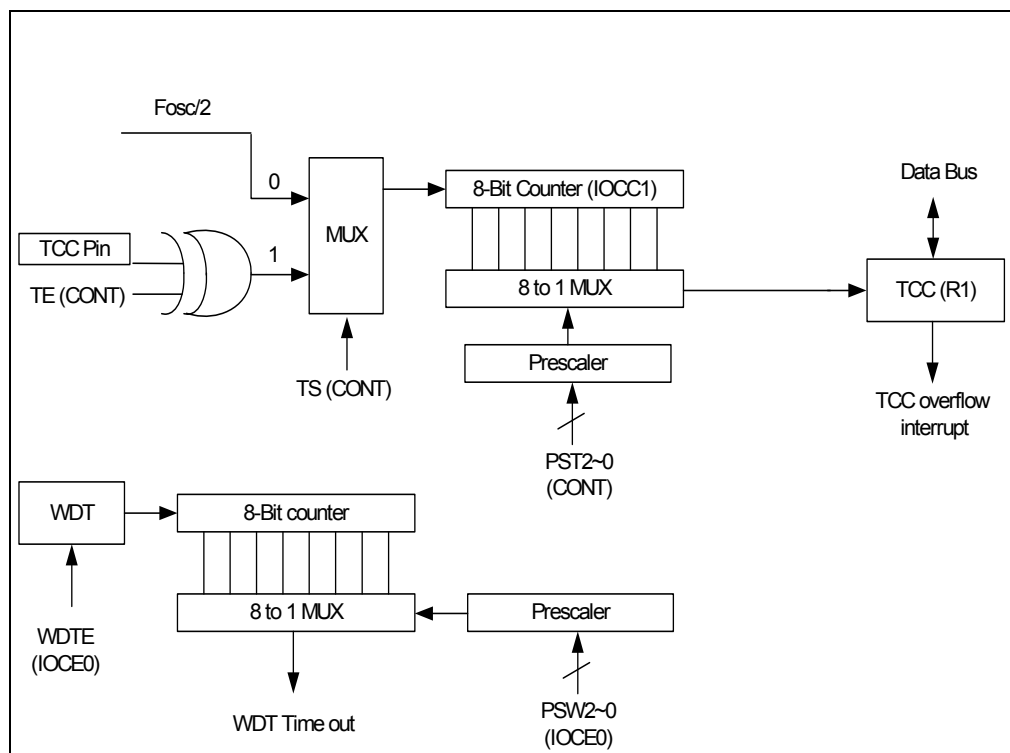 Fosc/2
0
TCC Pin
TE (CONT)
1
MUX
TS (CONT)
8-Bit Counter (IOCC1)
8 to 1 MUX
Prescaler
PST2~0
(CONT)
Data Bus
TCC (R1)
TCC overflow
interrupt
WDT
WDTE
(IOCE0)
8-Bit counter
8 to 1 MUX
WDT Time out
Prescaler
PSW2~0
(IOCE0)